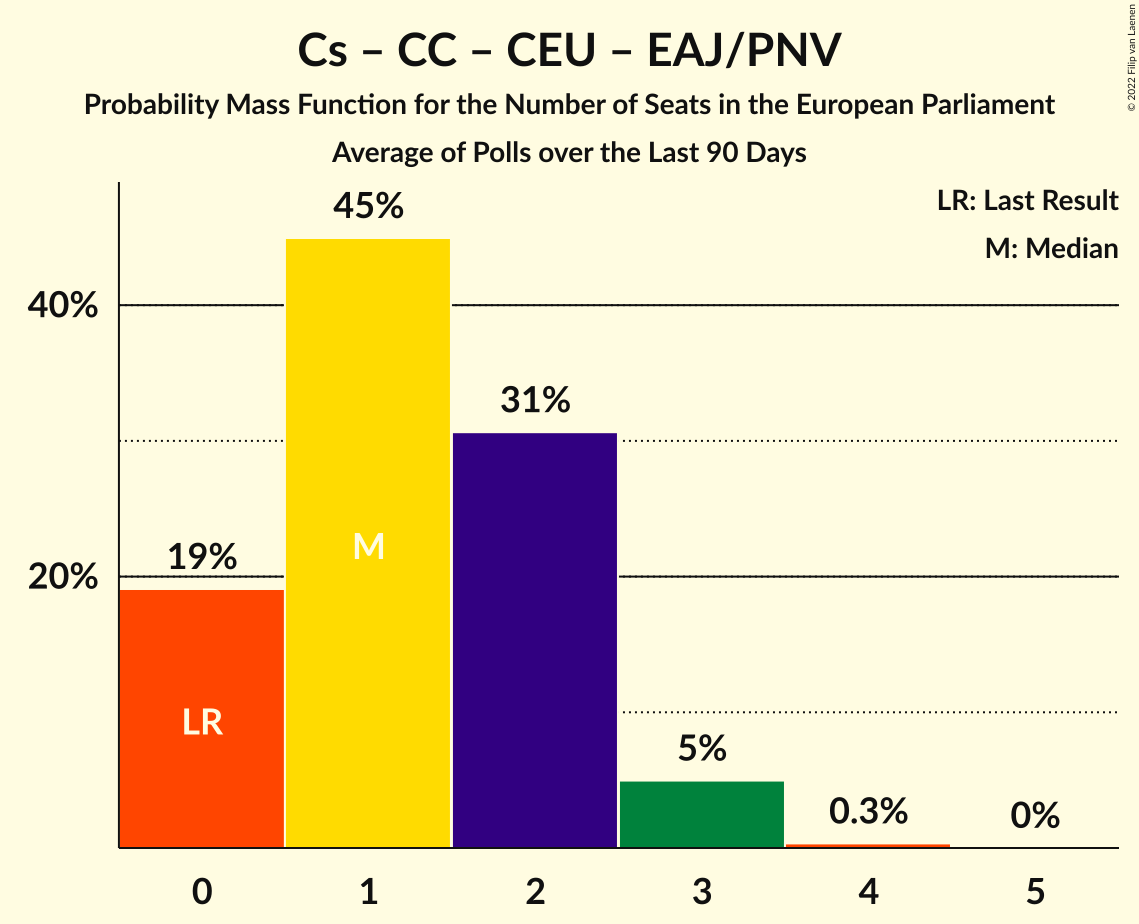 Cs – CC – CEU – EAJ/PNV
Probability Mass Function for the Number of Seats in the European Parliament
Average of Polls over the Last 90 Days
© 2022 Filip van Laenen
LR: Last Result
M: Median
45%
40%
31%
19%
20%
M
LR
5%
0.3%
0%
0 1 2 3 4 5